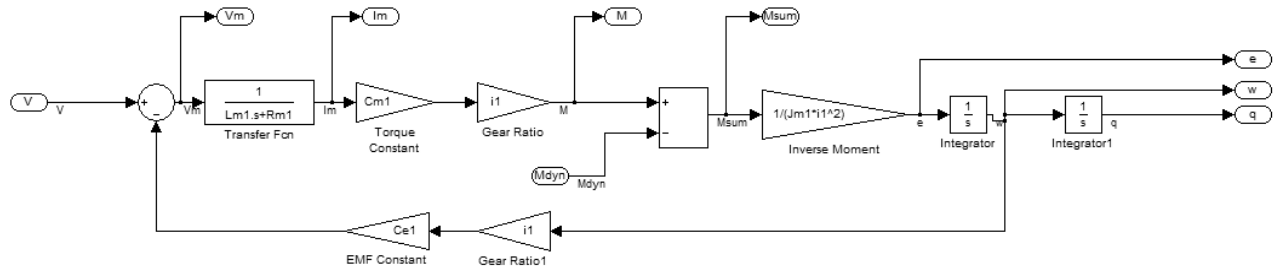 Vm
Im
M
Msum
e
V
V
+
−
Vm
1
Lm1.s+Rm1
Transfer Fcn
Im
Cm1
Torque
Constant
i1
Gear Ratio
M
+
−
Msum
1/(Jm1*i1^2)
Inverse Moment
e
1
s
Integrator
w
1
s
Integrator1
q
w
q
Mdyn
Mdyn
Ce1
EMF Constant
i1
Gear Ratio1